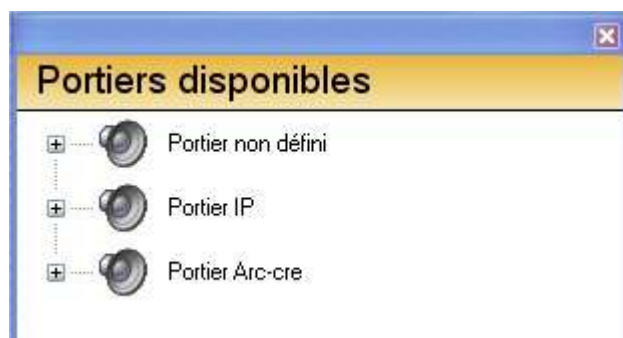 Portiers disponibles
Portier non défini
Portier IP
Portier Arc-cre